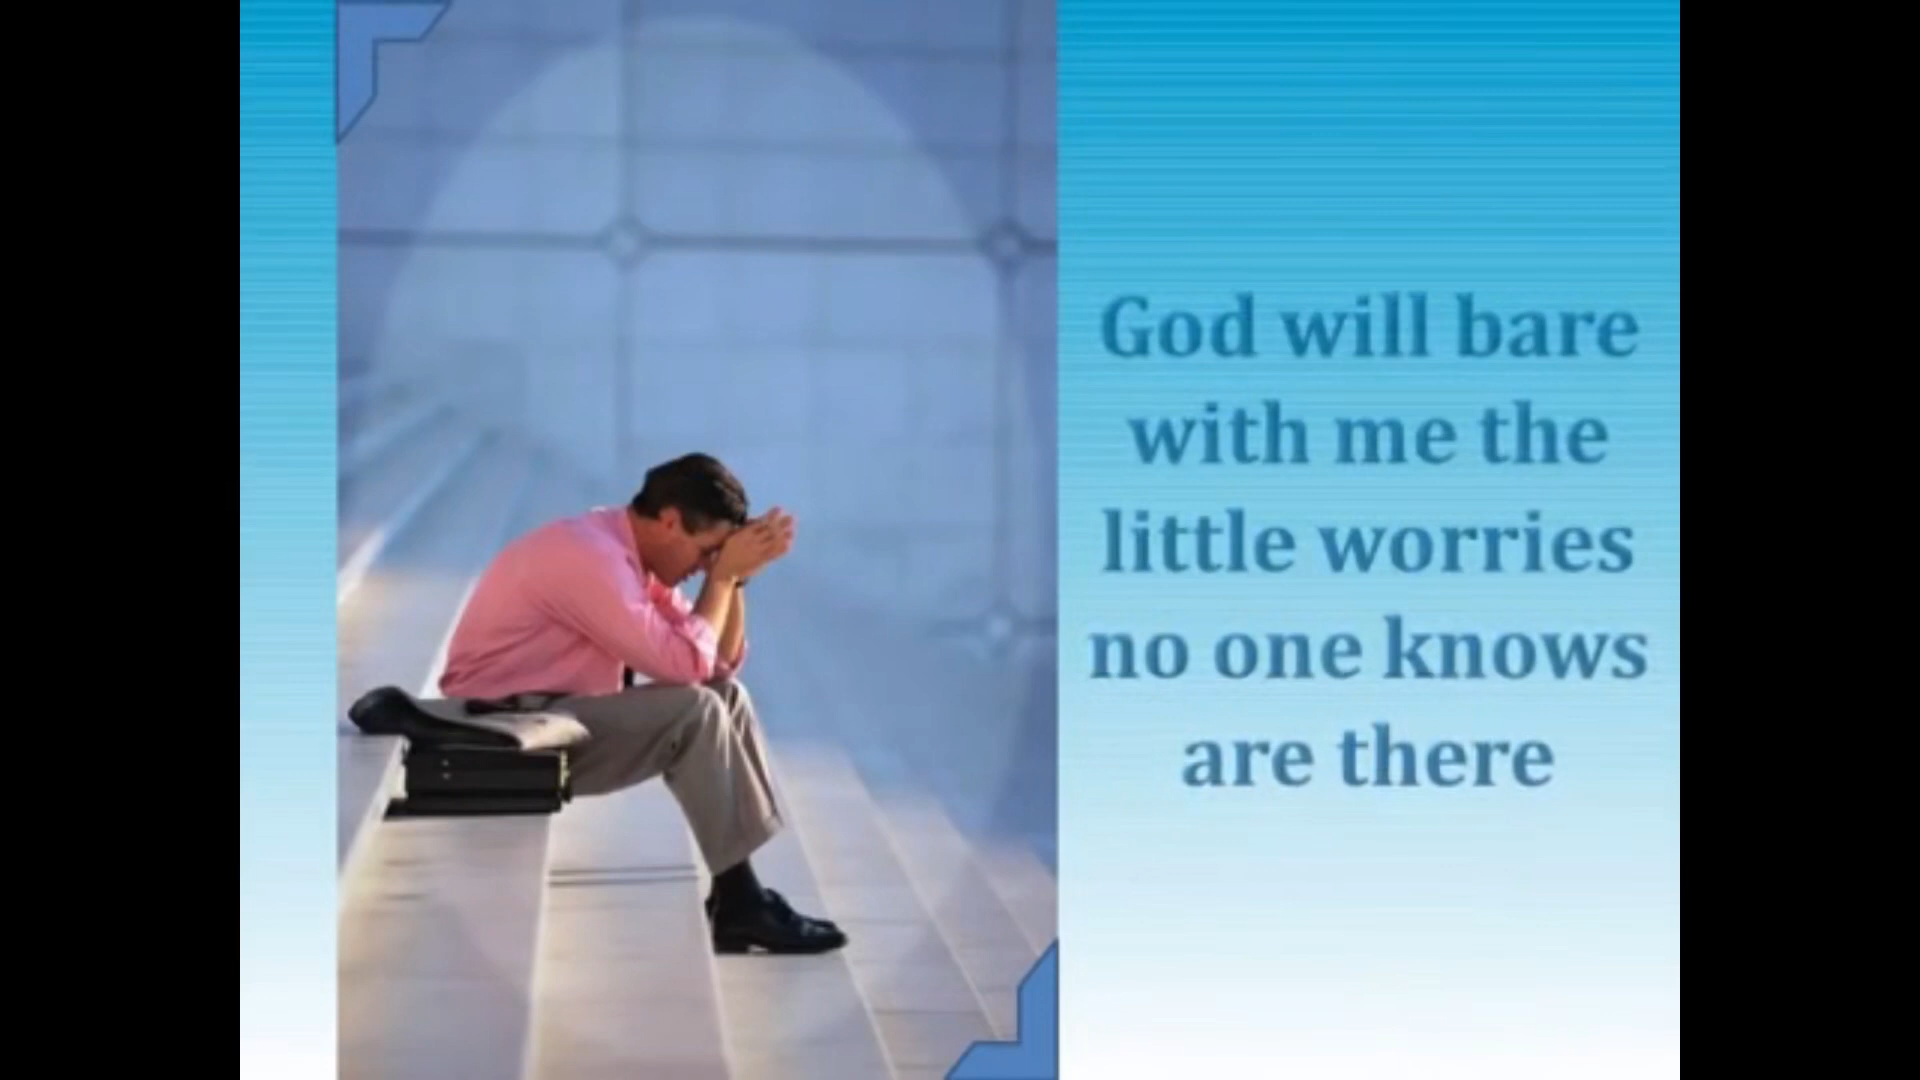 God will bare
with me the
little worries
no one knows
are there